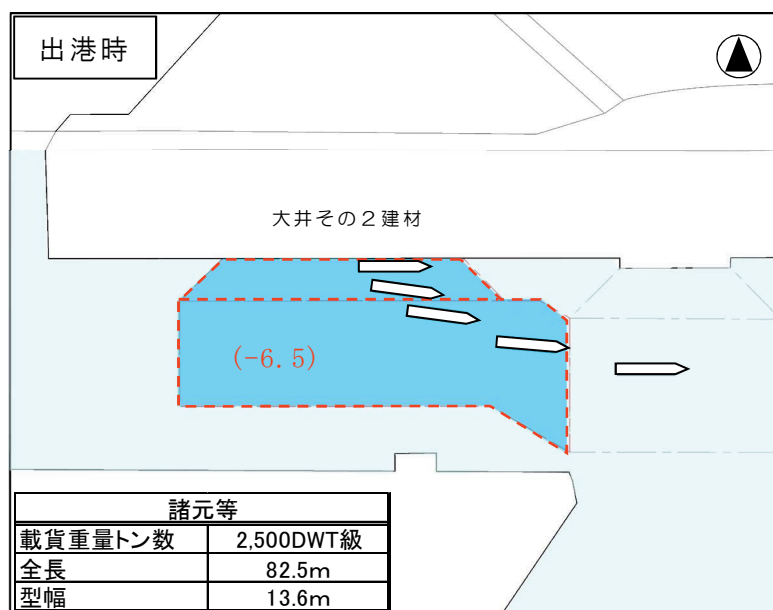 出港時
大井その２建材
(-6.5)
諸元等
載貨重量トン数 2,500DWT級
全長 82.5m
型幅 13.6m